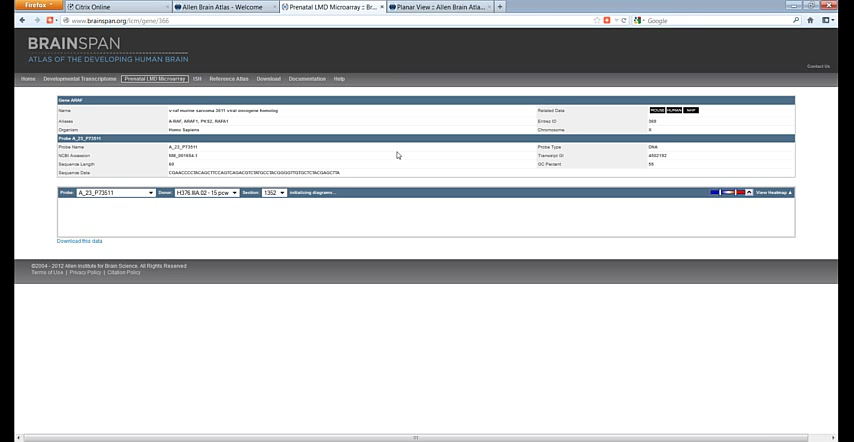 Firefox
Citrix Online
Allen Brain Atlas - Welcome
Prenatal LMD Microarray :: Br...
Planar View :: Allen Brain Atla...
www.brainspan.org/lcm/gene/366
Google
BRAINSPAN
ATLAS OF THE DEVELOPING HUMAN BRAIN
Contact Us
Home Developmental Transcriptome Prenatal LMD Microarray ISH Reference Atlas Download Documentation Help
Gene ARAF
Name v-raf murine sarcoma 3611 viral oncogene homolog Related Data MOUSE HUMAN NHP
Aliases A-RAF, ARAF1, PKS2, RAFA1 Entrez ID 369
Organism Homo Sapiens Chromosome X
Probe A_23_P73511
Probe Name A_23_P73511 Probe Type DNA
NCBI Accession NM_001654.1 Transcript GI 4502192
Sequence Length 60 GC Percent 55
Sequence Data
Probe: A_23_P73511 Donor: H376.IIIA.02 - 15 pcw Section: 1352 initializing diagrams... View Heatmap
Download this data
©2004 - 2012 Allen Institute for Brain Science. All Rights Reserved
Terms of Use | Privacy Policy | Citation Policy